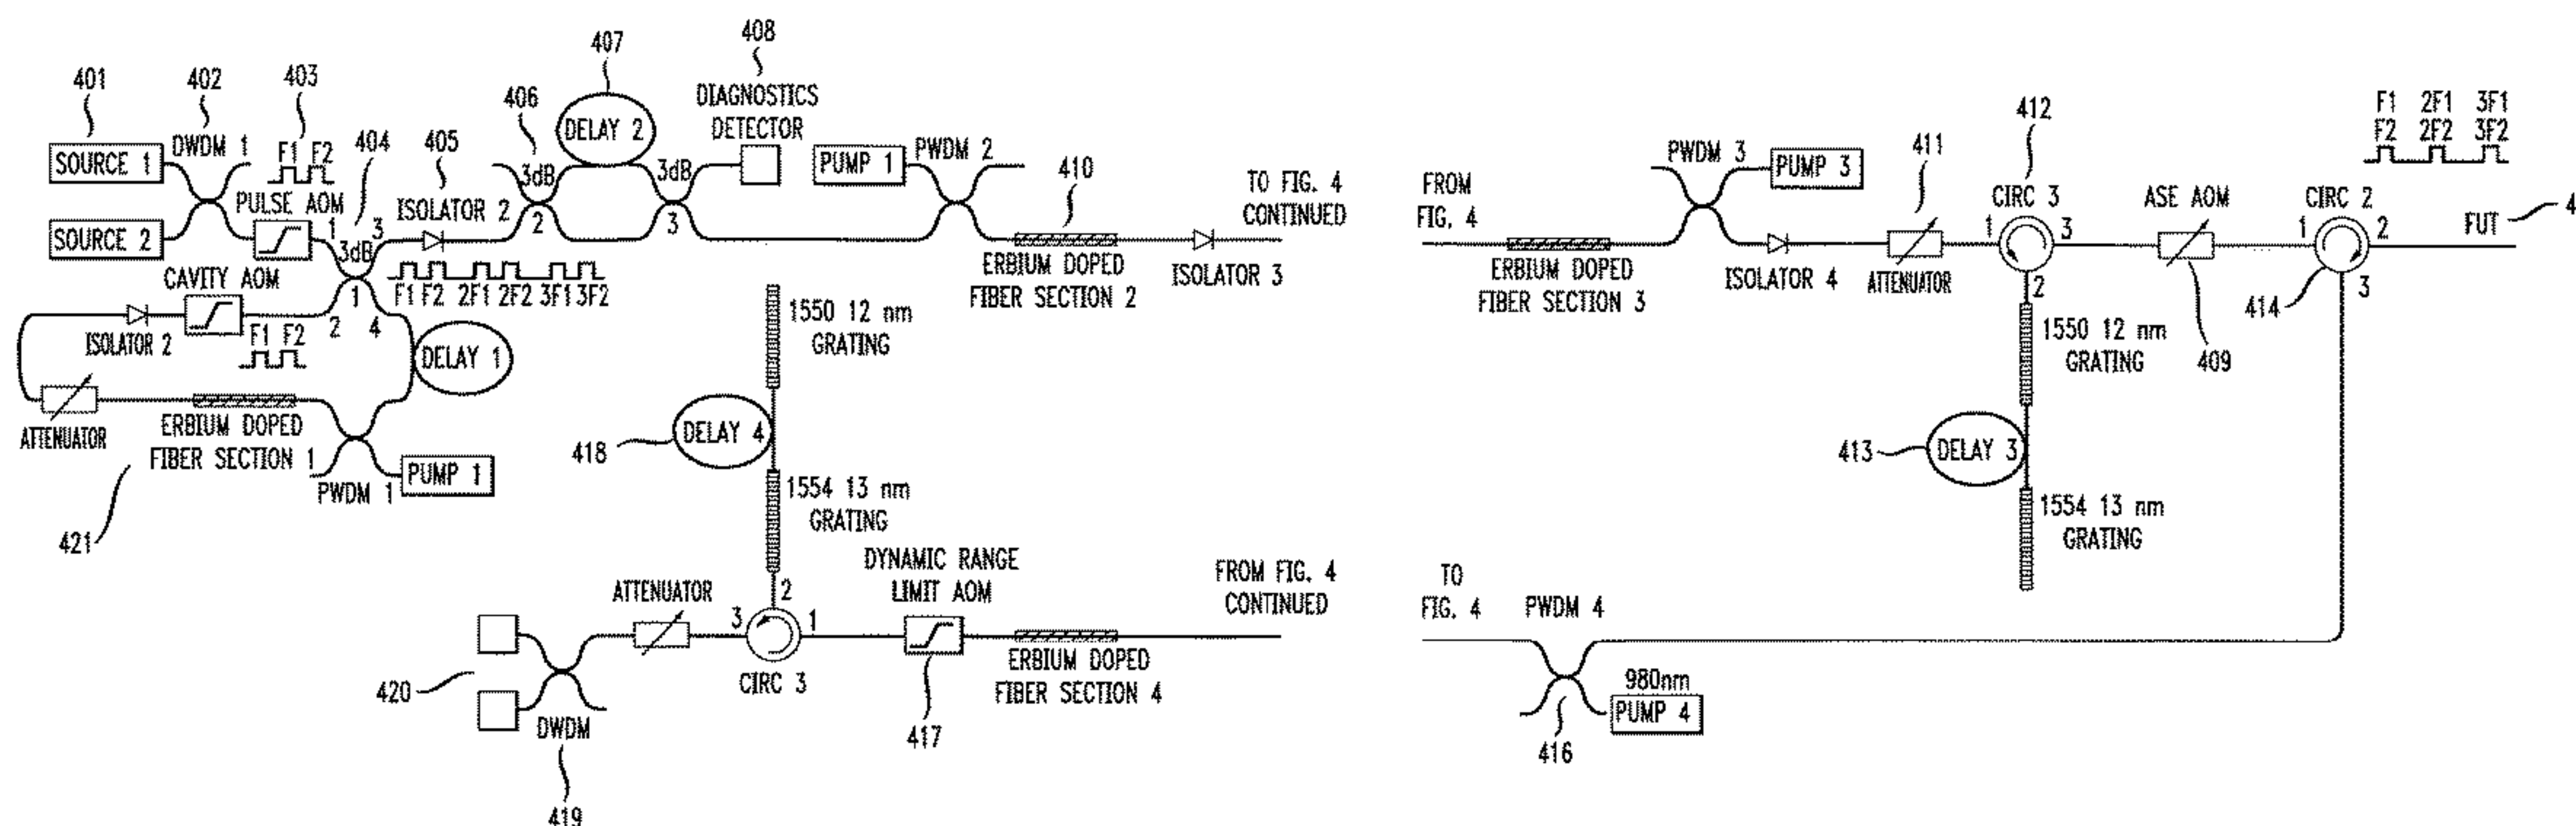 401
402
403
404
405
406
407
408
SOURCE 1
SOURCE 2
DWDM 1
F1 F2
PULSE AOM
1
3dB
3
ISOLATOR 2
CAVITY AOM
1
2
4
F1 F2 2F1 2F2 3F1 3F2
F1 F2
ISOLATOR 2
DELAY 1
ATTENUATOR
ERBIUM DOPED
FIBER SECTION 1
PWDM 1
PUMP 1
421
3dB
2
DELAY 2
3dB
3
DIAGNOSTICS
DETECTOR
PUMP 1
PWDM 2
410
ERBIUM DOPED
FIBER SECTION 2
ISOLATOR 3
TO FIG. 4
CONTINUED
1550 12 nm
GRATING
418
DELAY 4
1554 13 nm
GRATING
420
DWDM
419
ATTENUATOR
3
2
1
CIRC 3
DYNAMIC RANGE
LIMIT AOM
417
ERBIUM DOPED
FIBER SECTION 4
FROM FIG. 4
CONTINUED
FROM
FIG. 4
ERBIUM DOPED
FIBER SECTION 3
PWDM 3
PUMP 3
ISOLATOR 4
411
ATTENUATOR
412
CIRC 3
1
3
2
1550 12 nm
GRATING
413
DELAY 3
1554 13 nm
GRATING
ASE AOM
409
CIRC 2
1
2
3
414
F1 2F1 3F1
F2 2F2 3F2
FUT
4
TO
FIG. 4
PWDM 4
980nm
PUMP 4
416